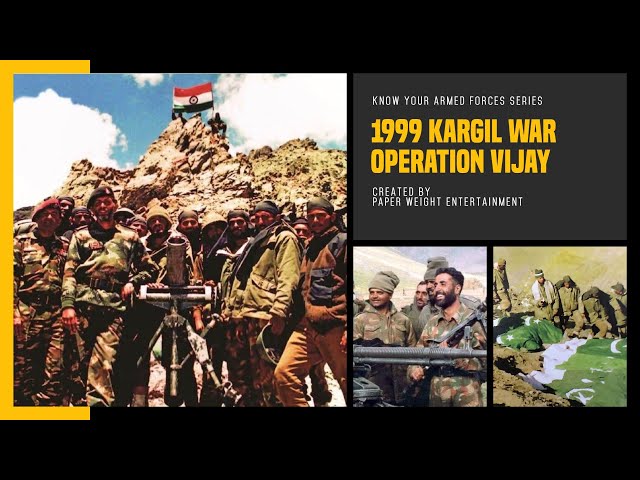 KNOW YOUR ARMED FORCES SERIES
1999 KARGIL WAR
OPERATION VIJAY
CREATED BY
PAPER WEIGHT ENTERTAINMENT